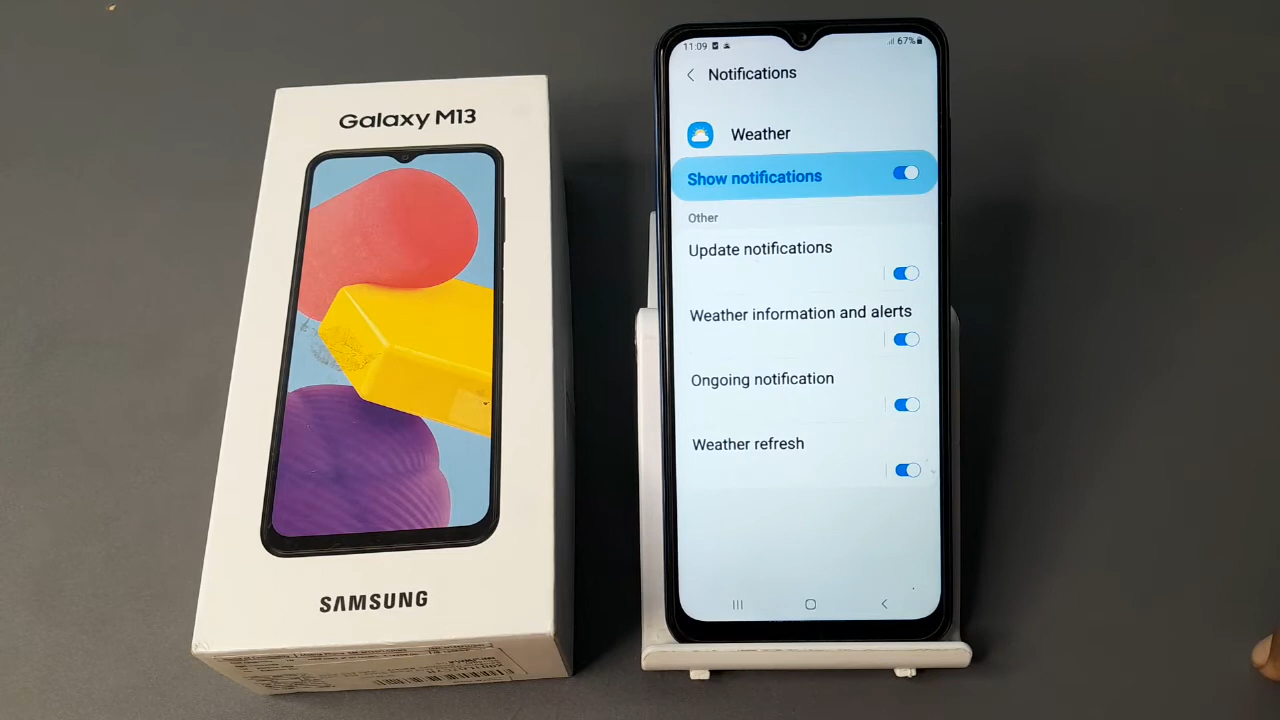 Galaxy M13
SAMSUNG
11:09
67%
Notifications
Weather
Show notifications
Other
Update notifications
Weather information and alerts
Ongoing notification
Weather refresh